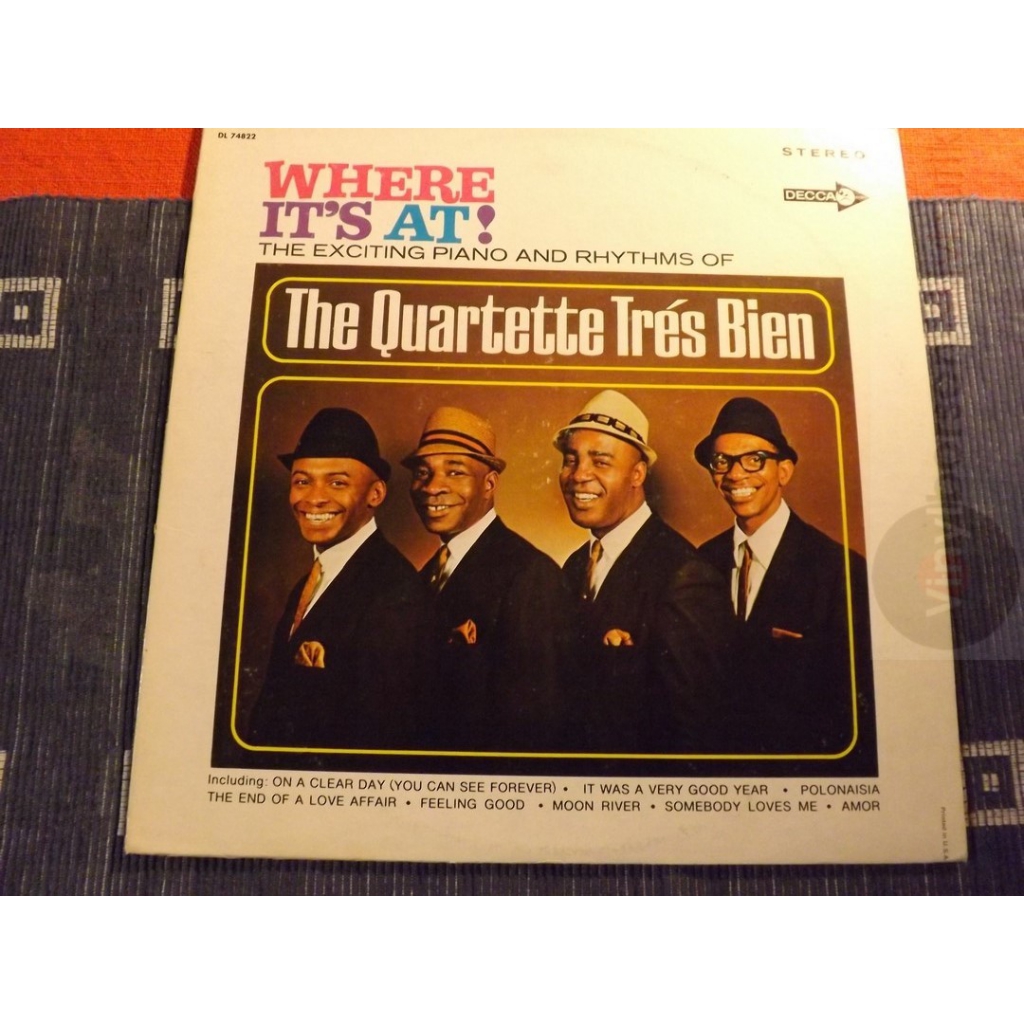 DL 74822
STEREO
WHERE
IT'S AT!
DECCA
THE EXCITING PIANO AND RHYTHMS OF
The Quartette Trés Bien
Including: ON A CLEAR DAY (YOU CAN SEE FOREVER) • IT WAS A VERY GOOD YEAR • POLONAISIA
THE END OF A LOVE AFFAIR • FEELING GOOD • MOON RIVER • SOMEBODY LOVES ME • AMOR
Printed in U.S.A.